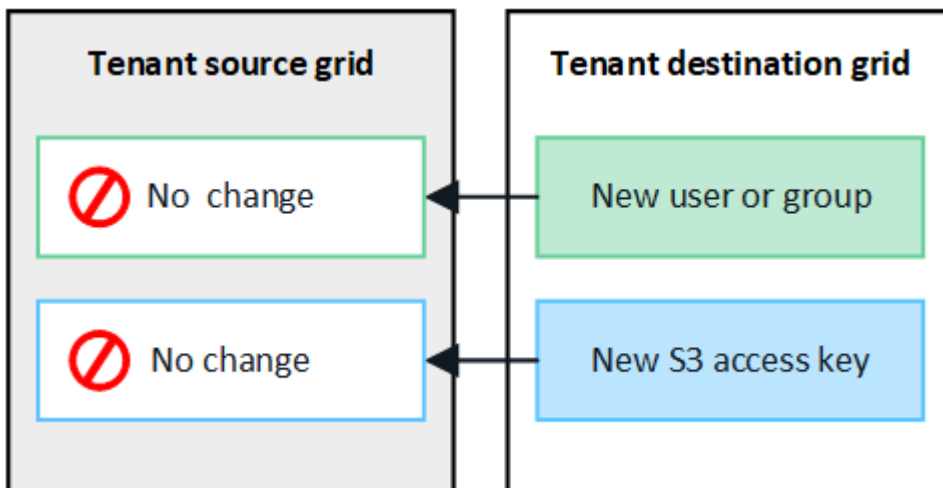 Tenant source grid
Tenant destination grid
No change
New user or group
No change
New S3 access key